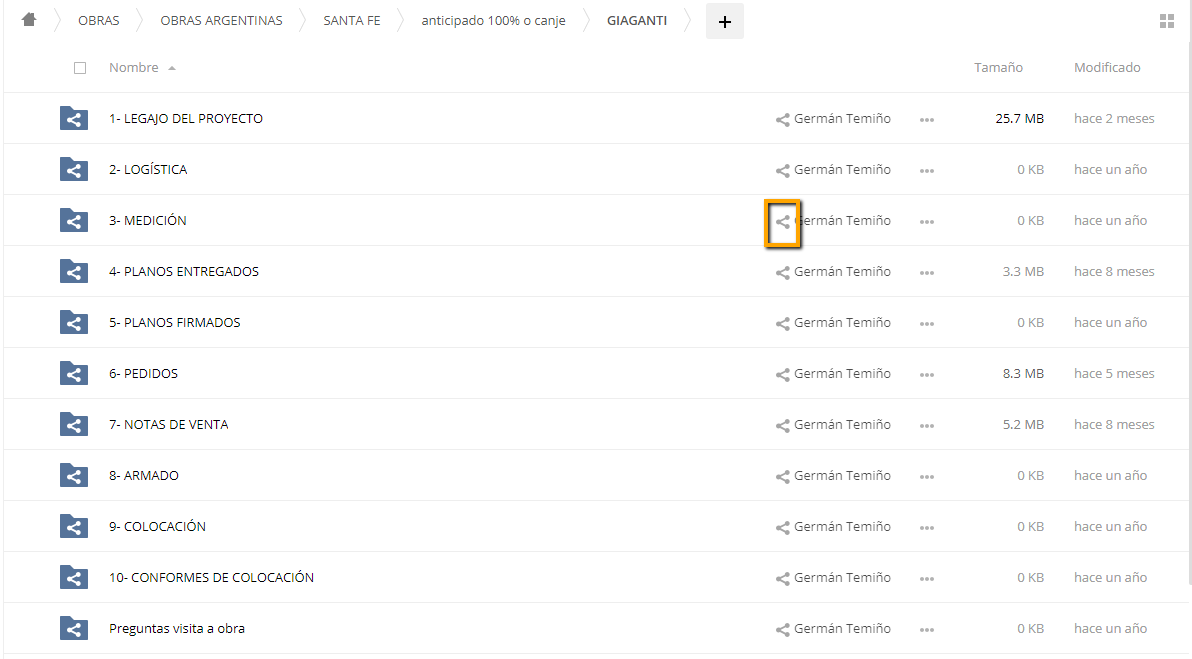 OBRAS OBRAS ARGENTINAS SANTA FE anticipado 100% o canje GIAGANTI +
Nombre Tamaño Modificado
1- LEGAJO DEL PROYECTO Germán Temiño ••• 25.7 MB hace 2 meses
2- LOGÍSTICA Germán Temiño ••• 0 KB hace un año
3- MEDICIÓN Germán Temiño ••• 0 KB hace un año
4- PLANOS ENTREGADOS Germán Temiño ••• 3.3 MB hace 8 meses
5- PLANOS FIRMADOS Germán Temiño ••• 0 KB hace un año
6- PEDIDOS Germán Temiño ••• 8.3 MB hace 5 meses
7- NOTAS DE VENTA Germán Temiño ••• 5.2 MB hace 8 meses
8- ARMADO Germán Temiño ••• 0 KB hace un año
9- COLOCACIÓN Germán Temiño ••• 0 KB hace un año
10- CONFORMES DE COLOCACIÓN Germán Temiño ••• 0 KB hace un año
Preguntas visita a obra Germán Temiño ••• 0 KB hace un año